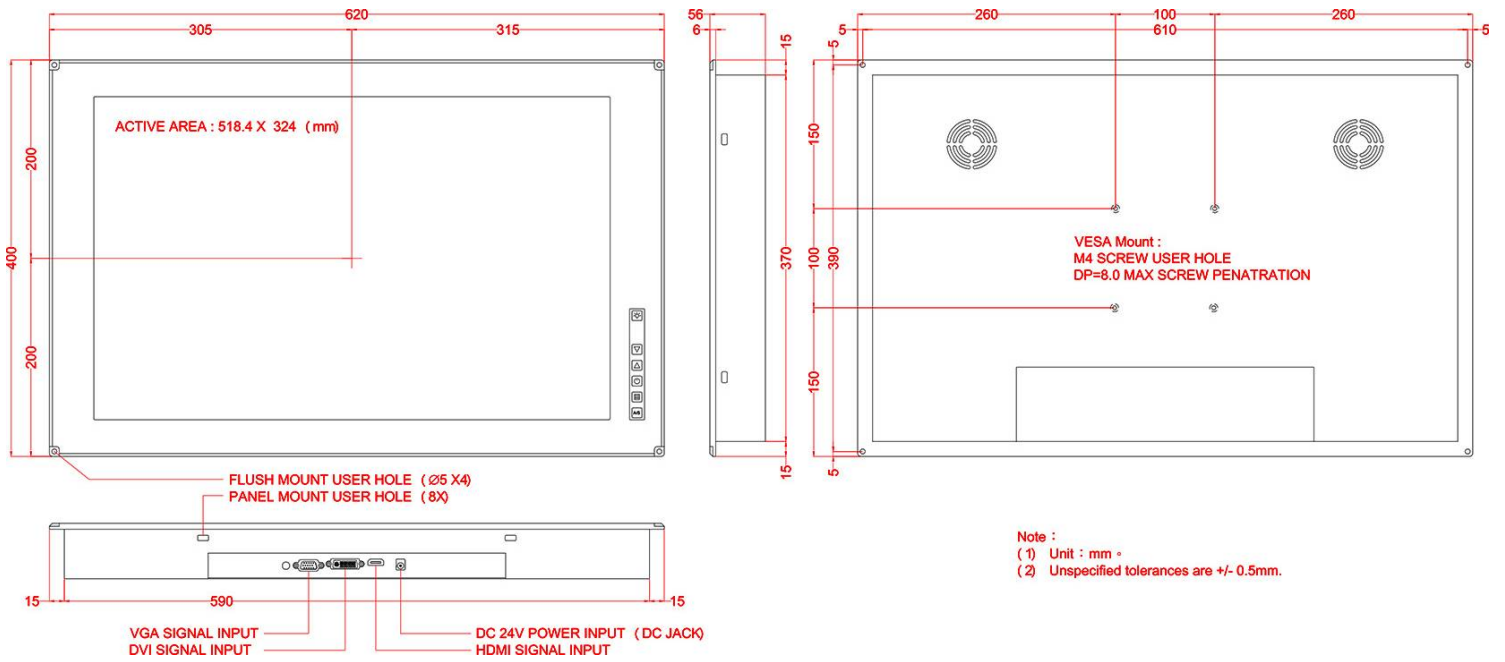 620
305
315
56
6
15
260
100
260
5
610
5
5
ACTIVE AREA : 518.4 X 324 (mm)
200
400
200
370
15
150
100
390
150
5
VESA Mount :
M4 SCREW USER HOLE
DP=8.0 MAX SCREW PENATRATION
A/S
FLUSH MOUNT USER HOLE (Ø5 X4)
PANEL MOUNT USER HOLE (8X)
15
590
15
VGA SIGNAL INPUT
DVI SIGNAL INPUT
DC 24V POWER INPUT (DC JACK)
HDMI SIGNAL INPUT
Note :
(1) Unit : mm 。
(2) Unspecified tolerances are +/- 0.5mm.